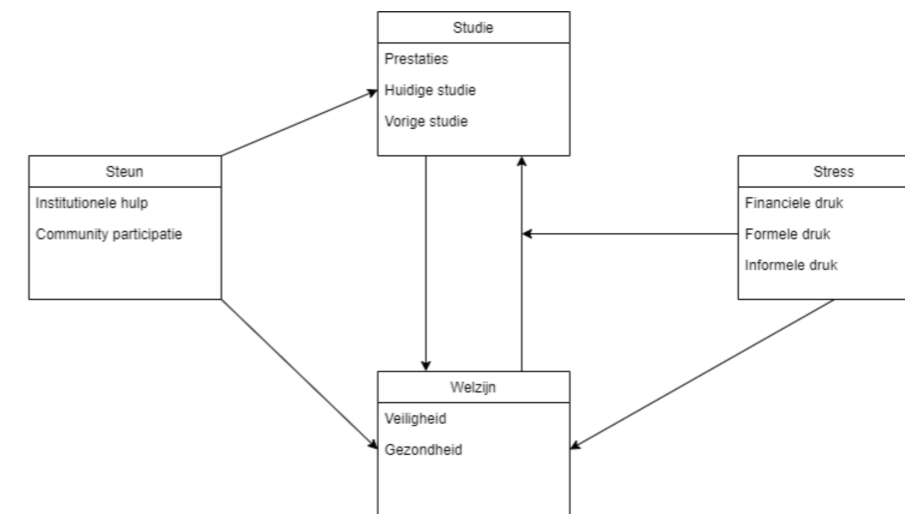 Studie
Prestaties
Huidige studie
Vorige studie
Steun
Institutionele hulp
Community participatie
Stress
Financiele druk
Formele druk
Informele druk
Welzijn
Veiligheid
Gezondheid